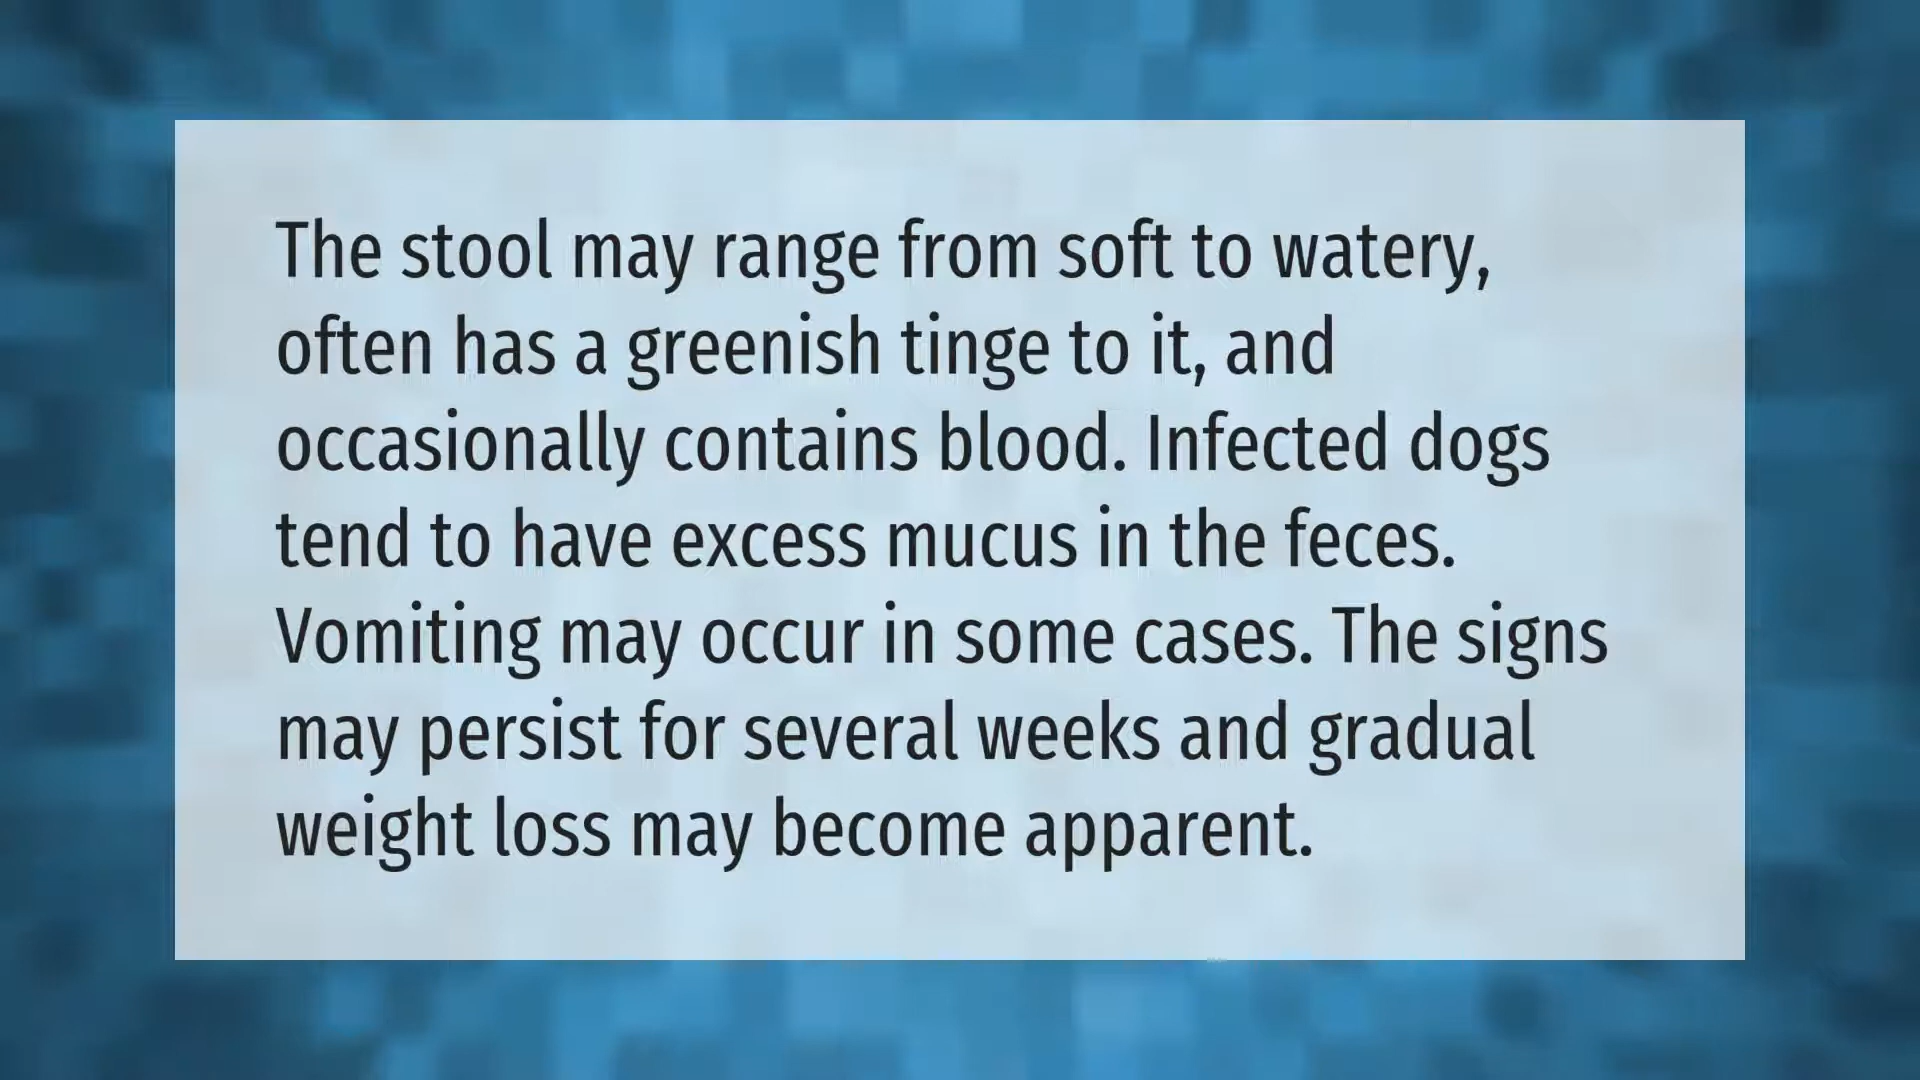 The stool may range from soft to watery,
often has a greenish tinge to it, and
occasionally contains blood. Infected dogs
tend to have excess mucus in the feces.
Vomiting may occur in some cases. The signs
may persist for several weeks and gradual
weight loss may become apparent.